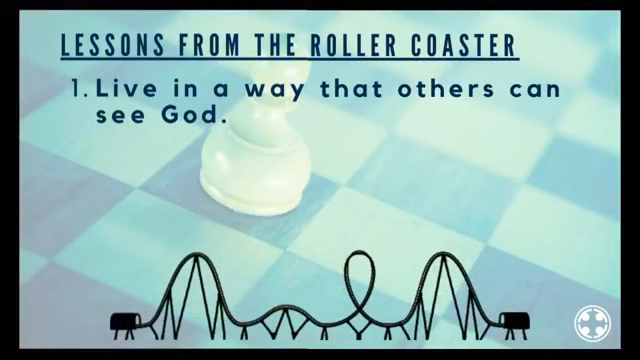 LESSONS FROM THE ROLLER COASTER
1. Live in a way that others can
see God.